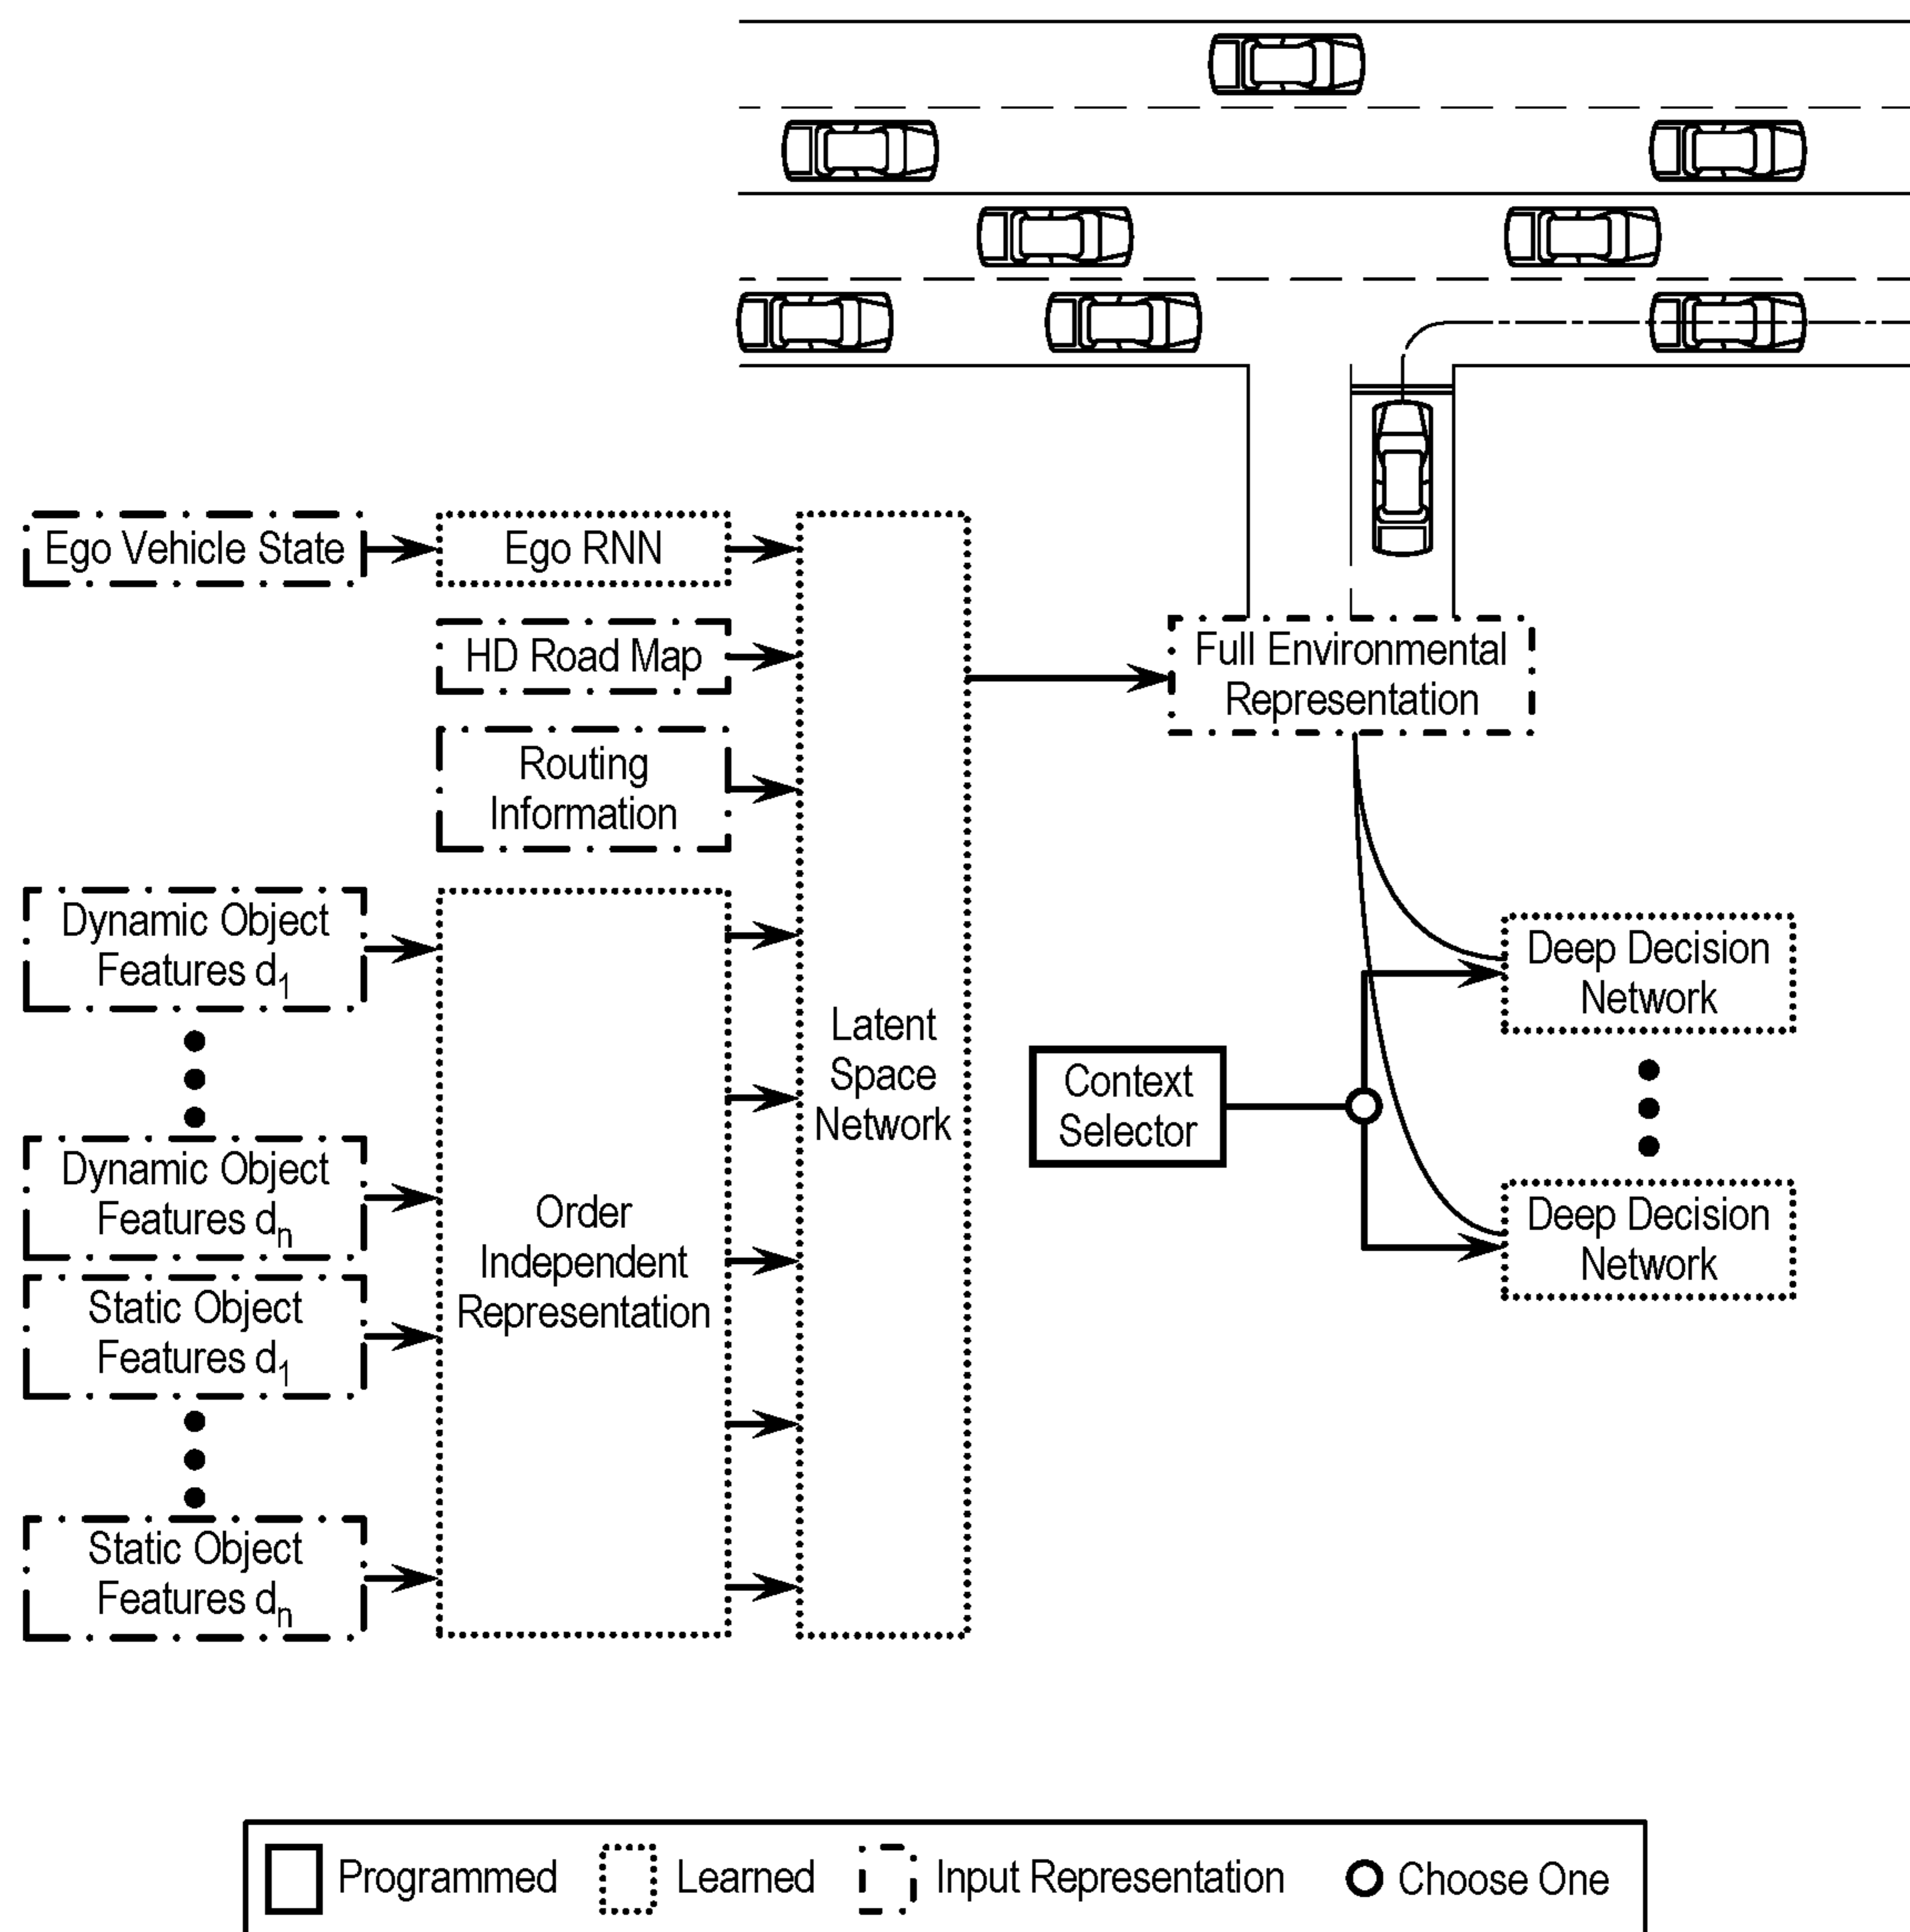 Ego Vehicle State
Ego RNN
HD Road Map
Full Environmental
Representation
Routing
Information
Dynamic Object
Features d₁
Deep Decision
Network
Latent
Space
Network
Context
Selector
Dynamic Object
Features dₙ
Order
Independent
Representation
Deep Decision
Network
Static Object
Features d₁
Static Object
Features dₙ
Programmed
Learned
Input Representation
Choose One